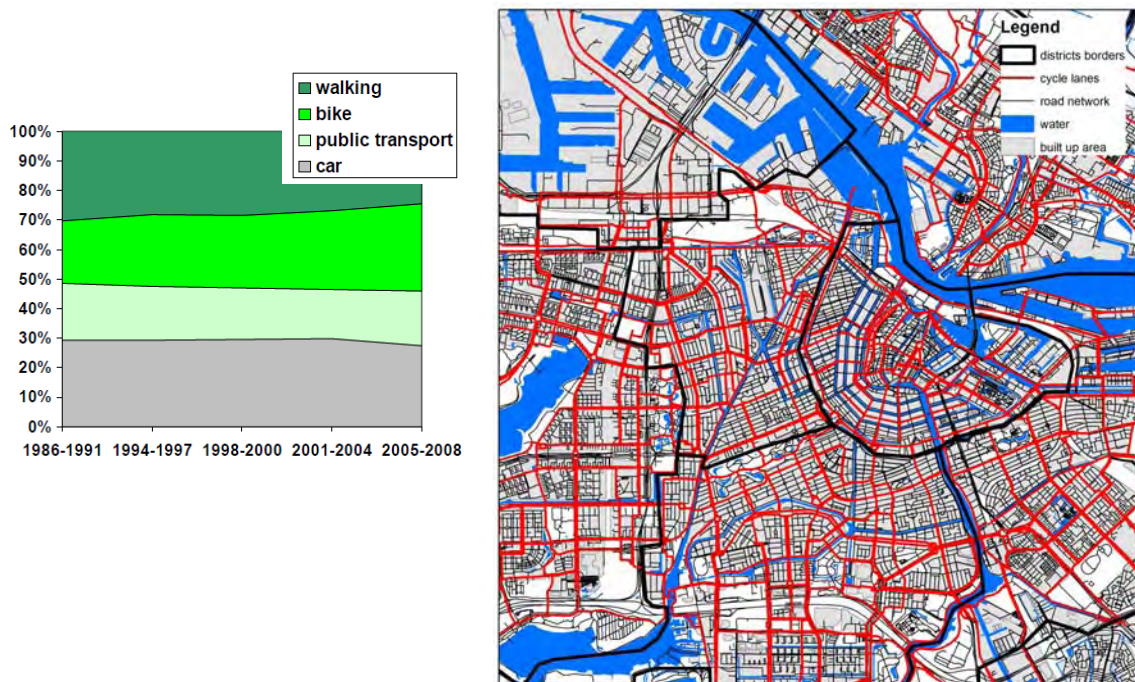 walking
bike
public transport
car
100%
90%
80%
70%
60%
50%
40%
30%
20%
10%
0%
1986-1991 1994-1997 1998-2000 2001-2004 2005-2008
Legend
districts borders
cycle lanes
road network
water
built up area